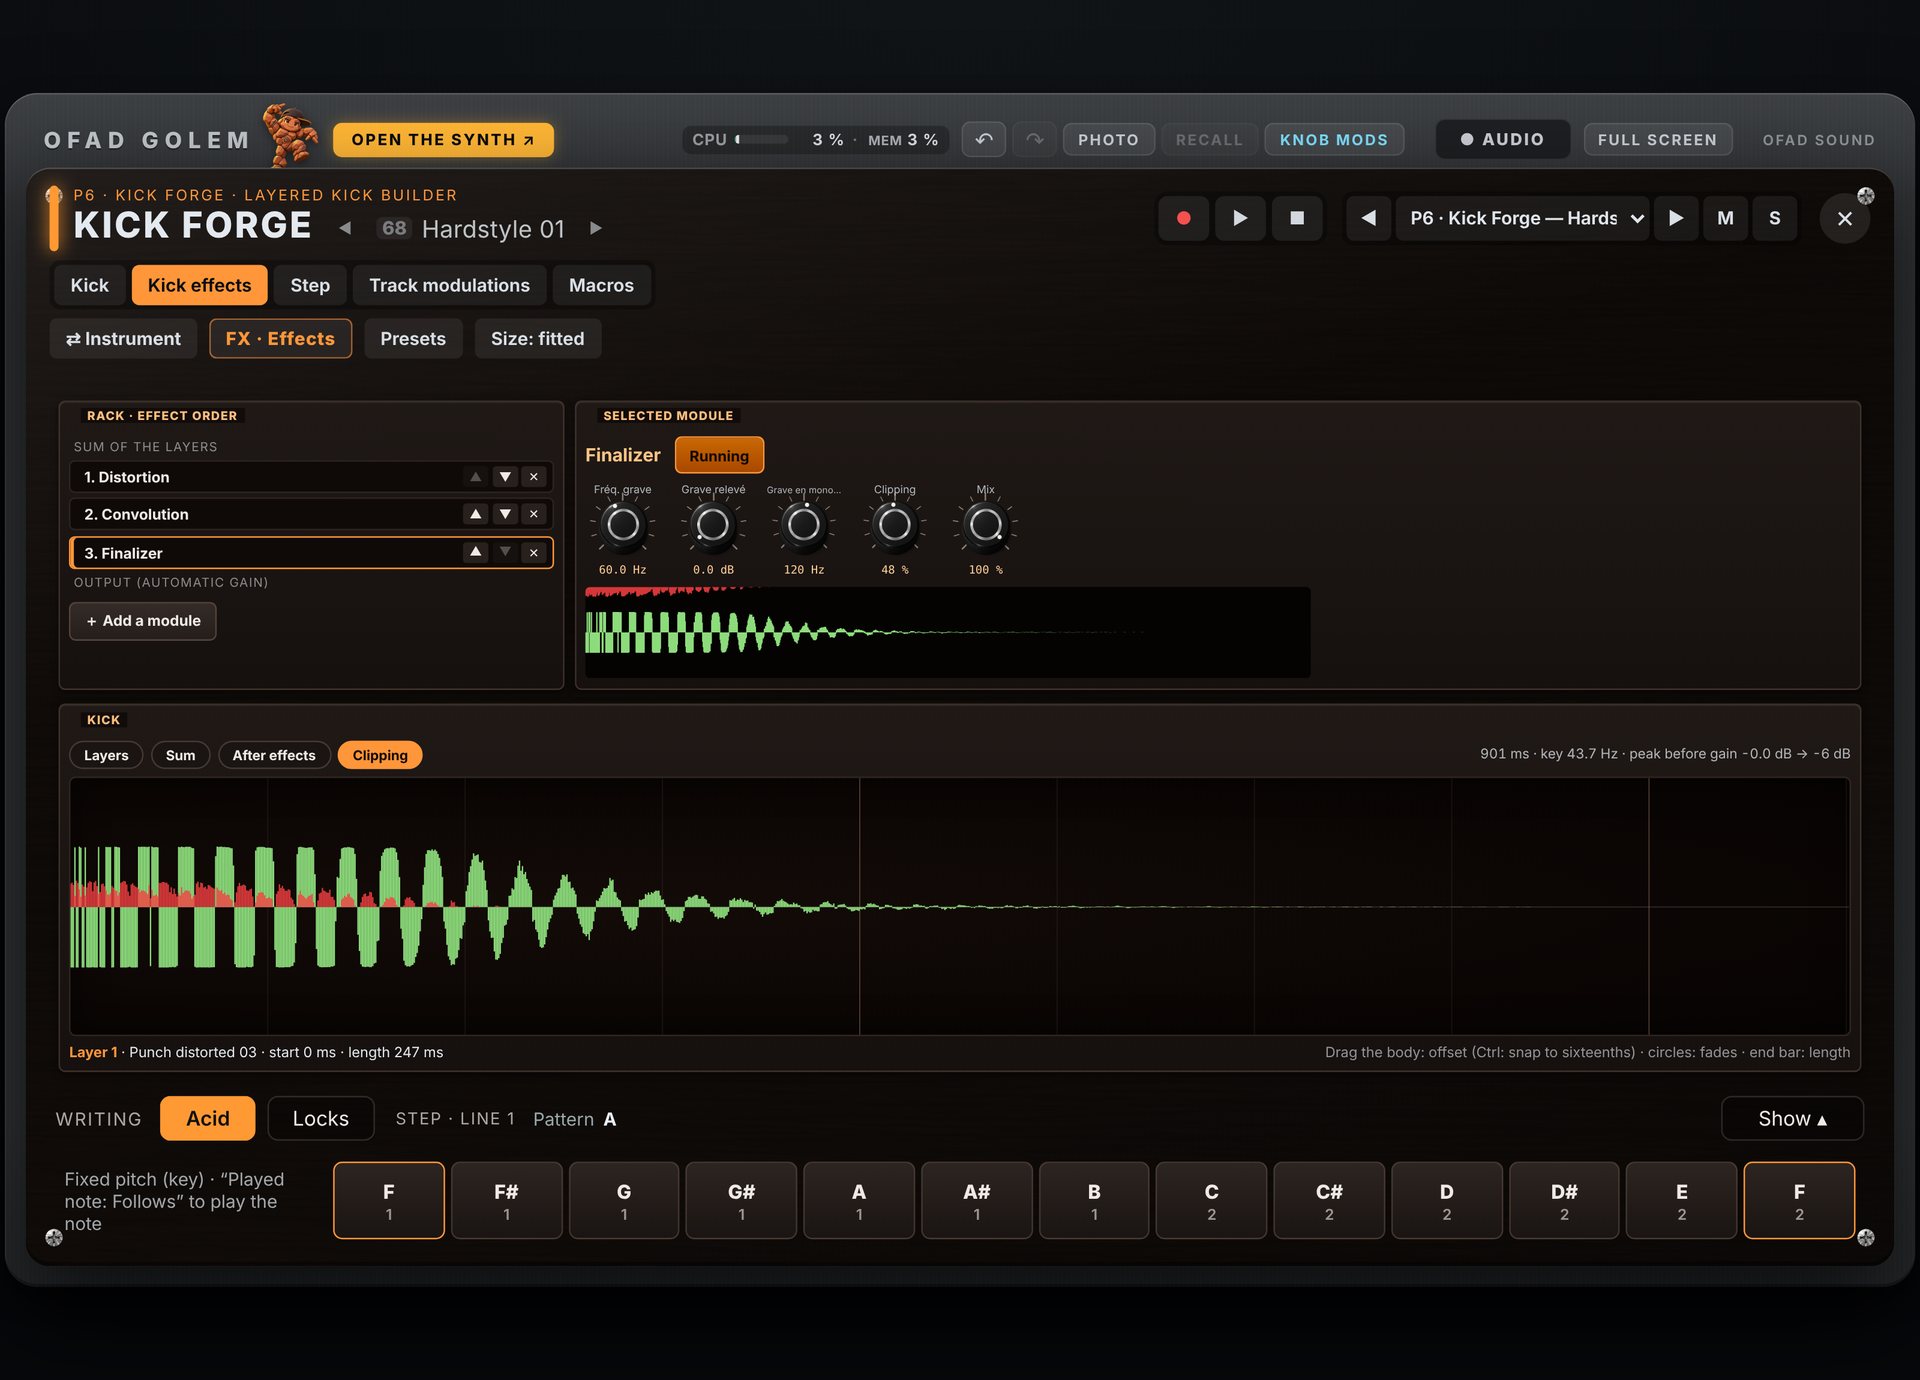 OFAD GOLEM
OPEN THE SYNTH ↗
CPU 3 % · MEM 3 %
↶
↷
PHOTO
RECALL
KNOB MODS
AUDIO
FULL SCREEN
OFAD SOUND
P6 · KICK FORGE · LAYERED KICK BUILDER
KICK FORGE
68 Hardstyle 01
P6 · Kick Forge — Hards
M
S
✕
Kick
Kick effects
Step
Track modulations
Macros
⇄ Instrument
FX · Effects
Presets
Size: fitted
RACK · EFFECT ORDER
SUM OF THE LAYERS
1. Distortion
2. Convolution
3. Finalizer
OUTPUT (AUTOMATIC GAIN)
+ Add a module
SELECTED MODULE
Finalizer
Running
Fréq. grave
Grave relevé
Grave en mono...
Clipping
Mix
60.0 Hz
0.0 dB
120 Hz
48 %
100 %
KICK
Layers
Sum
After effects
Clipping
901 ms · key 43.7 Hz · peak before gain -0.0 dB → -6 dB
Layer 1 · Punch distorted 03 · start 0 ms · length 247 ms
Drag the body: offset (Ctrl: snap to sixteenths) · circles: fades · end bar: length
WRITING
Acid
Locks
STEP · LINE 1
Pattern A
Show ▴
Fixed pitch (key) · “Played
note: Follows” to play the
note
F
1
F#
1
G
1
G#
1
A
1
A#
1
B
1
C
2
C#
2
D
2
D#
2
E
2
F
2